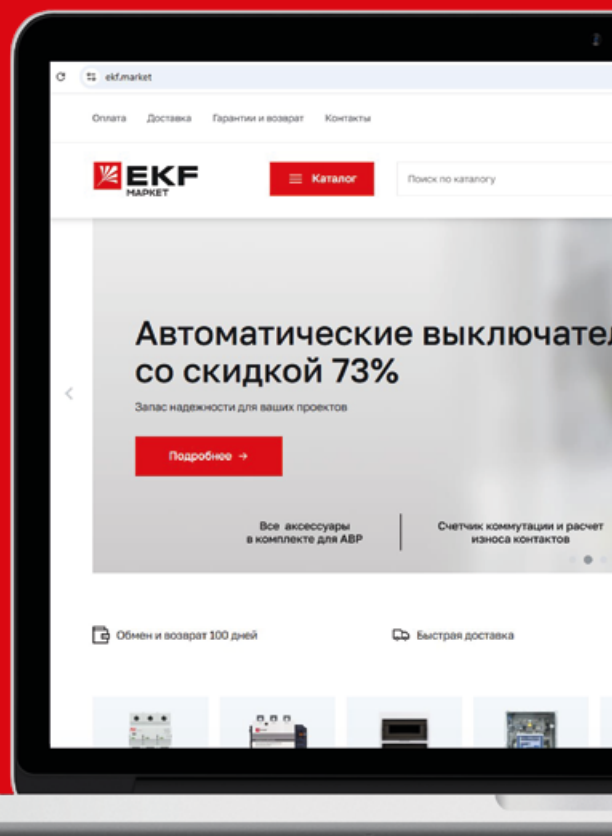 ekf.market
Оплата Доставка Гарантии и возврат Контакты
EKF
МАРКЕТ
Каталог
Поиск по каталогу
Автоматические выключател
со скидкой 73%
Запас надежности для ваших проектов
Подробнее →
Все аксессуары
в комплекте для АВР
Счетчик коммутации и расчет
износа контактов
Обмен и возврат 100 дней
Быстрая доставка